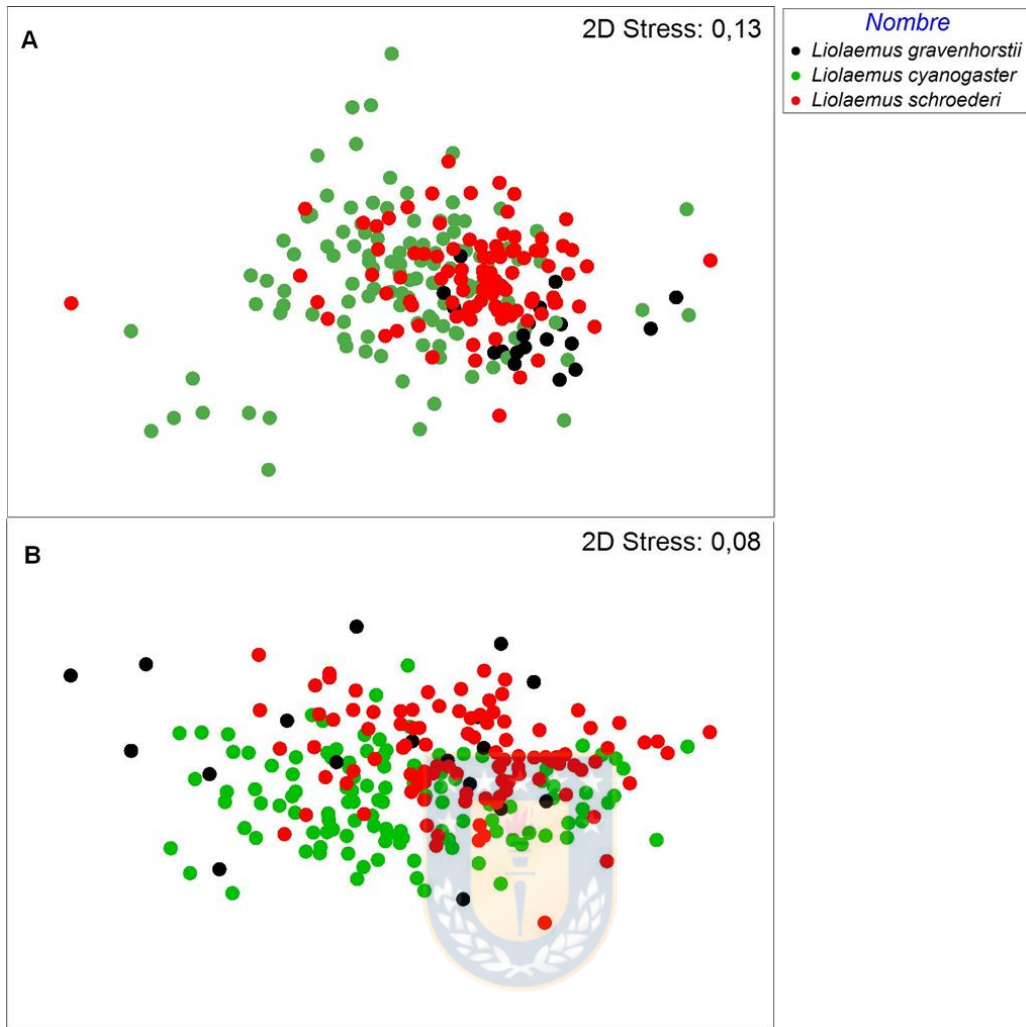 A
2D Stress: 0,13
Nombre
Liolaemus gravenhorstii
Liolaemus cyanogaster
Liolaemus schroederi
B
2D Stress: 0,08